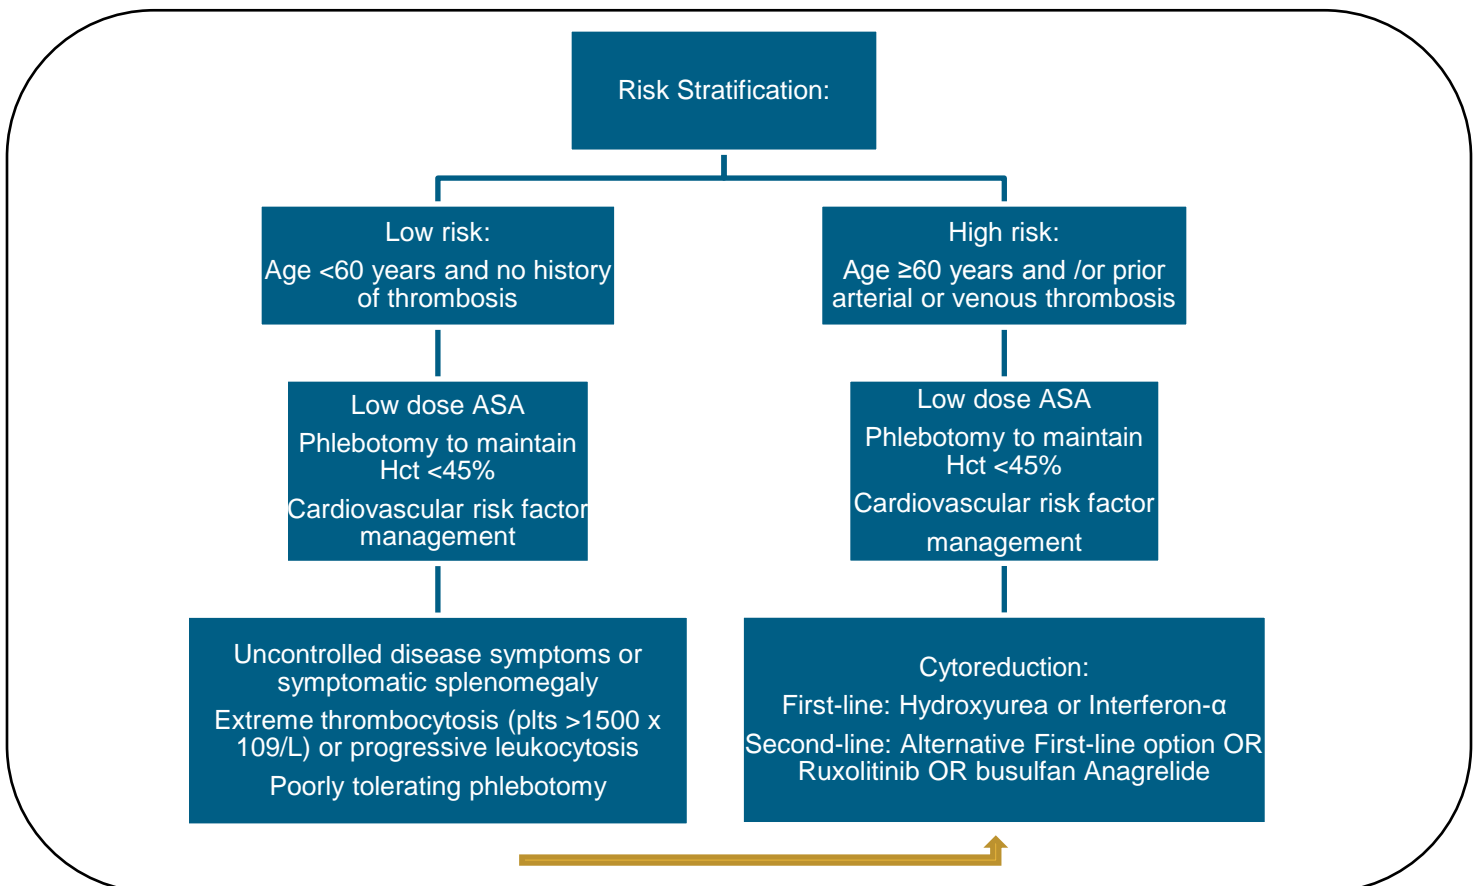 Risk Stratification:
Low risk:
Age <60 years and no history
of thrombosis
High risk:
Age ≥60 years and /or prior
arterial or venous thrombosis
Low dose ASA
Phlebotomy to maintain
Hct <45%
Cardiovascular risk factor
management
Low dose ASA
Phlebotomy to maintain
Hct <45%
Cardiovascular risk factor
management
Uncontrolled disease symptoms or
symptomatic splenomegaly
Extreme thrombocytosis (plts >1500 x
109/L) or progressive leukocytosis
Poorly tolerating phlebotomy
Cytoreduction:
First-line: Hydroxyurea or Interferon-α
Second-line: Alternative First-line option OR
Ruxolitinib OR busulfan Anagrelide